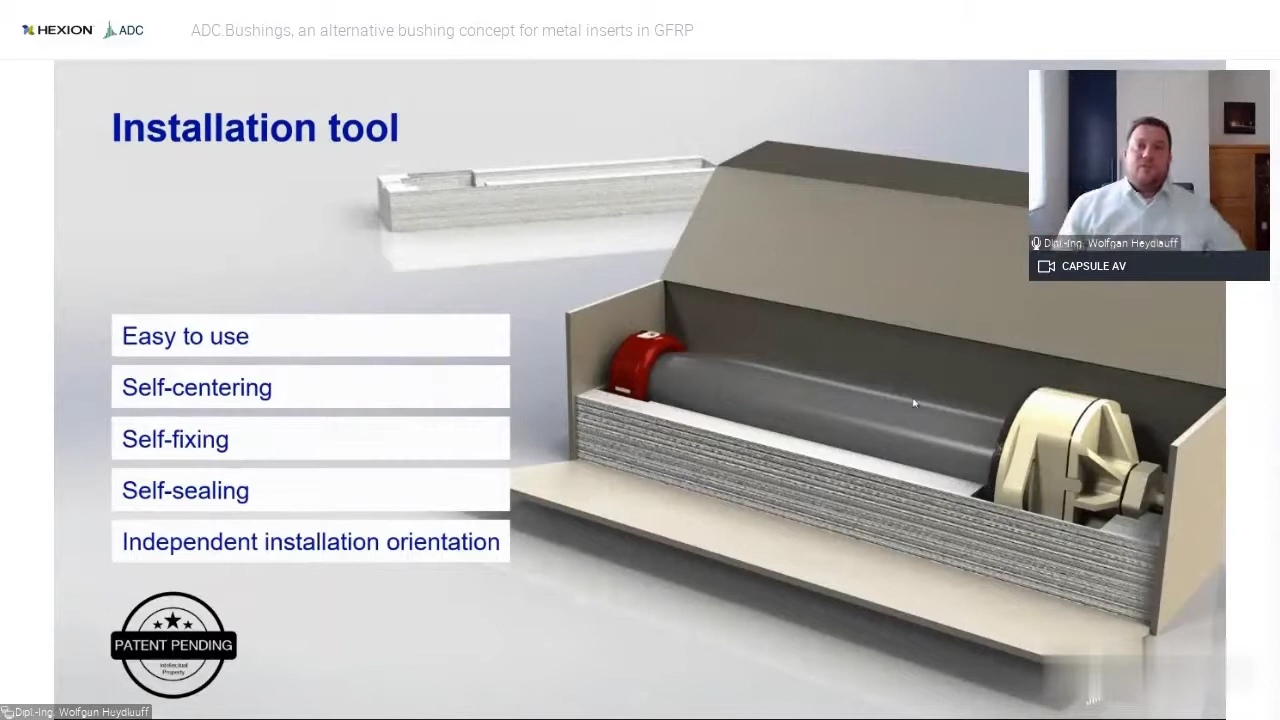 HEXION ADC
ADC.Bushings, an alternative bushing concept for metal inserts in GFRP
Installation tool
Dipl.-Ing. Wolfgan Heydlauff
CAPSULE AV
Easy to use
Self-centering
Self-fixing
Self-sealing
Independent installation orientation
PATENT PENDING
Intellectual
Property
Dipl.-Ing. Wolfgan Heydlauff